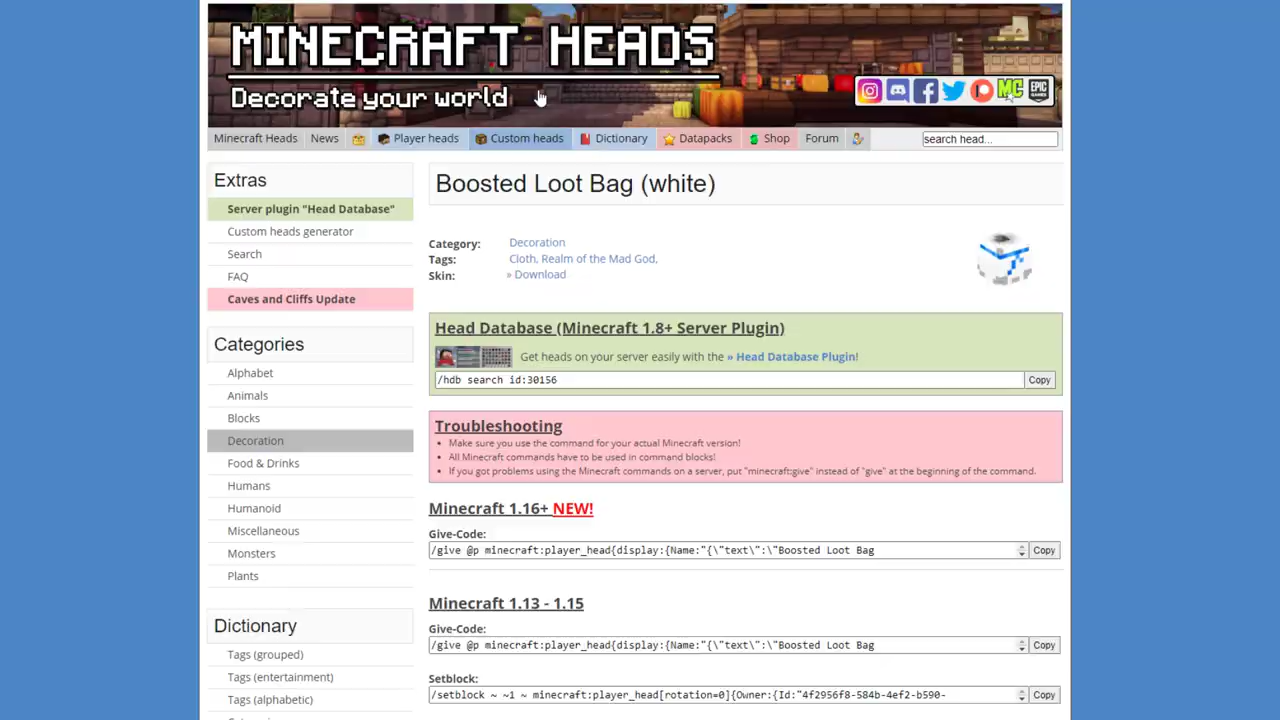 MINECRAFT HEADS
Decorate your world
MC
EPIC
GAMES
Minecraft Heads
News
Player heads
Custom heads
Dictionary
Datapacks
Shop
Forum
search head...
Extras
Server plugin "Head Database"
Custom heads generator
Search
FAQ
Caves and Cliffs Update
Categories
Alphabet
Animals
Blocks
Decoration
Food & Drinks
Humans
Humanoid
Miscellaneous
Monsters
Plants
Dictionary
Tags (grouped)
Tags (entertainment)
Tags (alphabetic)
Boosted Loot Bag (white)
Category: Decoration
Tags: Cloth, Realm of the Mad God,
Skin: » Download
Head Database (Minecraft 1.8+ Server Plugin)
Get heads on your server easily with the » Head Database Plugin!
/hdb search id:30156 Copy
Troubleshooting
• Make sure you use the command for your actual Minecraft version!
• All Minecraft commands have to be used in command blocks!
• If you got problems using the Minecraft commands on a server, put "minecraft:give" instead of "give" at the beginning of the command.
Minecraft 1.16+ NEW!
Give-Code:
/give @p minecraft:player_head{display:{Name:"{\"text\":\"Boosted Loot Bag Copy
Minecraft 1.13 - 1.15
Give-Code:
/give @p minecraft:player_head{display:{Name:"{\"text\":\"Boosted Loot Bag Copy
Setblock:
/setblock ~ ~1 ~ minecraft:player_head[rotation=0]{Owner:{Id:"4f2956f8-584b-4ef2-b590- Copy